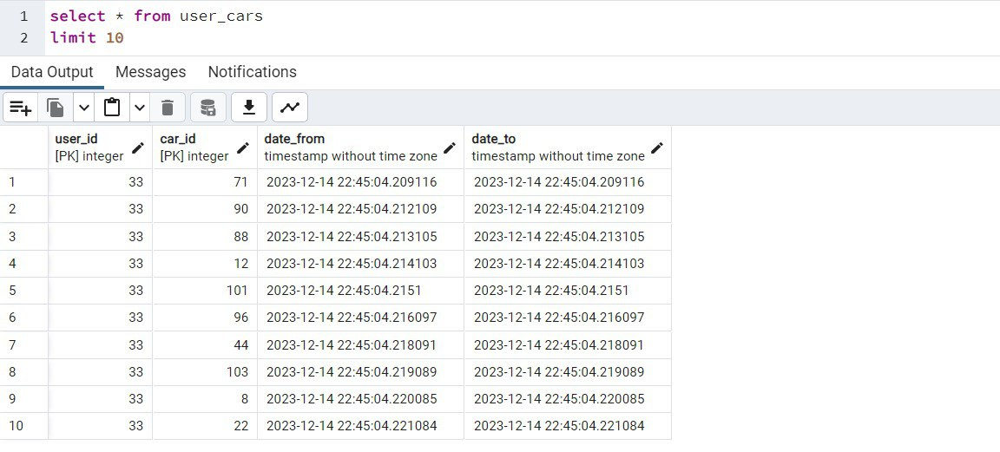 1 select * from user_cars
2 limit 10
Data Output Messages Notifications
user_id car_id date_from date_to
[PK] integer [PK] integer timestamp without time zone timestamp without time zone
1 33 71 2023-12-14 22:45:04.209116 2023-12-14 22:45:04.209116
2 33 90 2023-12-14 22:45:04.212109 2023-12-14 22:45:04.212109
3 33 88 2023-12-14 22:45:04.213105 2023-12-14 22:45:04.213105
4 33 12 2023-12-14 22:45:04.214103 2023-12-14 22:45:04.214103
5 33 101 2023-12-14 22:45:04.2151 2023-12-14 22:45:04.2151
6 33 96 2023-12-14 22:45:04.216097 2023-12-14 22:45:04.216097
7 33 44 2023-12-14 22:45:04.218091 2023-12-14 22:45:04.218091
8 33 103 2023-12-14 22:45:04.219089 2023-12-14 22:45:04.219089
9 33 8 2023-12-14 22:45:04.220085 2023-12-14 22:45:04.220085
10 33 22 2023-12-14 22:45:04.221084 2023-12-14 22:45:04.221084